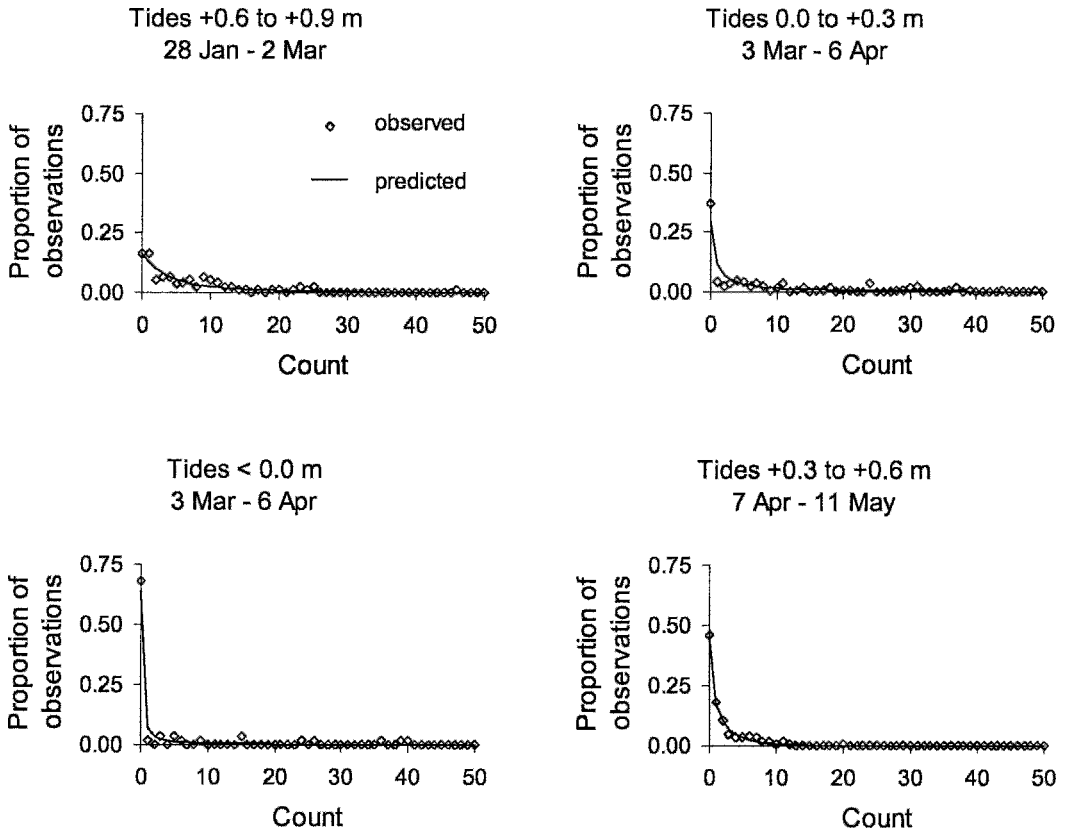 Tides +0.6 to +0.9 m
28 Jan - 2 Mar
Proportion of
observations
0.75
0.50
0.25
0.00
observed
predicted
0 10 20 30 40 50
Count
Tides 0.0 to +0.3 m
3 Mar - 6 Apr
Proportion of
observations
0.75
0.50
0.25
0.00
0 10 20 30 40 50
Count
Tides < 0.0 m
3 Mar - 6 Apr
Proportion of
observations
0.75
0.50
0.25
0.00
0 10 20 30 40 50
Count
Tides +0.3 to +0.6 m
7 Apr - 11 May
Proportion of
observations
0.75
0.50
0.25
0.00
0 10 20 30 40 50
Count